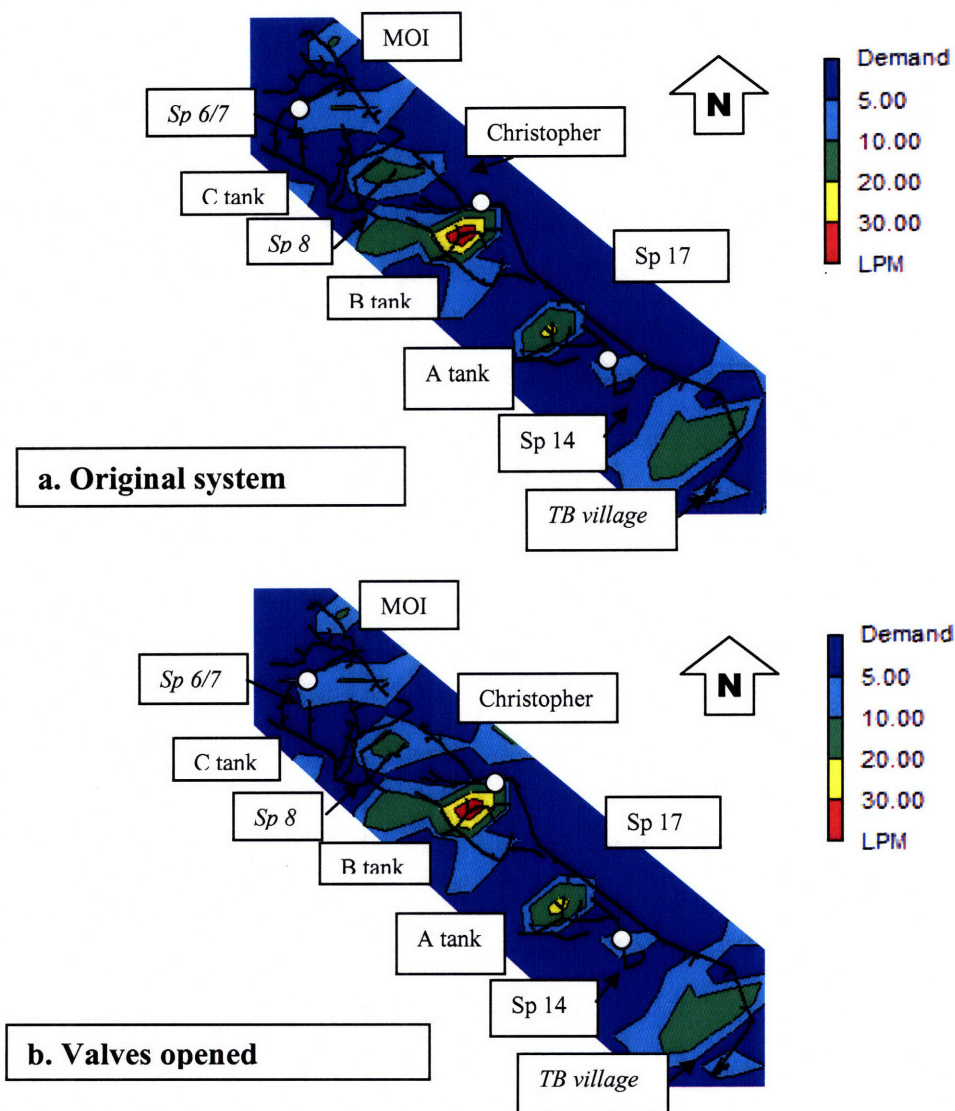 MOI
Sp 6/7
Christopher
C tank
Sp 8
B tank
Sp 17
A tank
Sp 14
TB village
N
Demand
5.00
10.00
20.00
30.00
LPM
a. Original system
MOI
Sp 6/7
Christopher
C tank
Sp 8
B tank
Sp 17
A tank
Sp 14
TB village
N
Demand
5.00
10.00
20.00
30.00
LPM
b. Valves opened